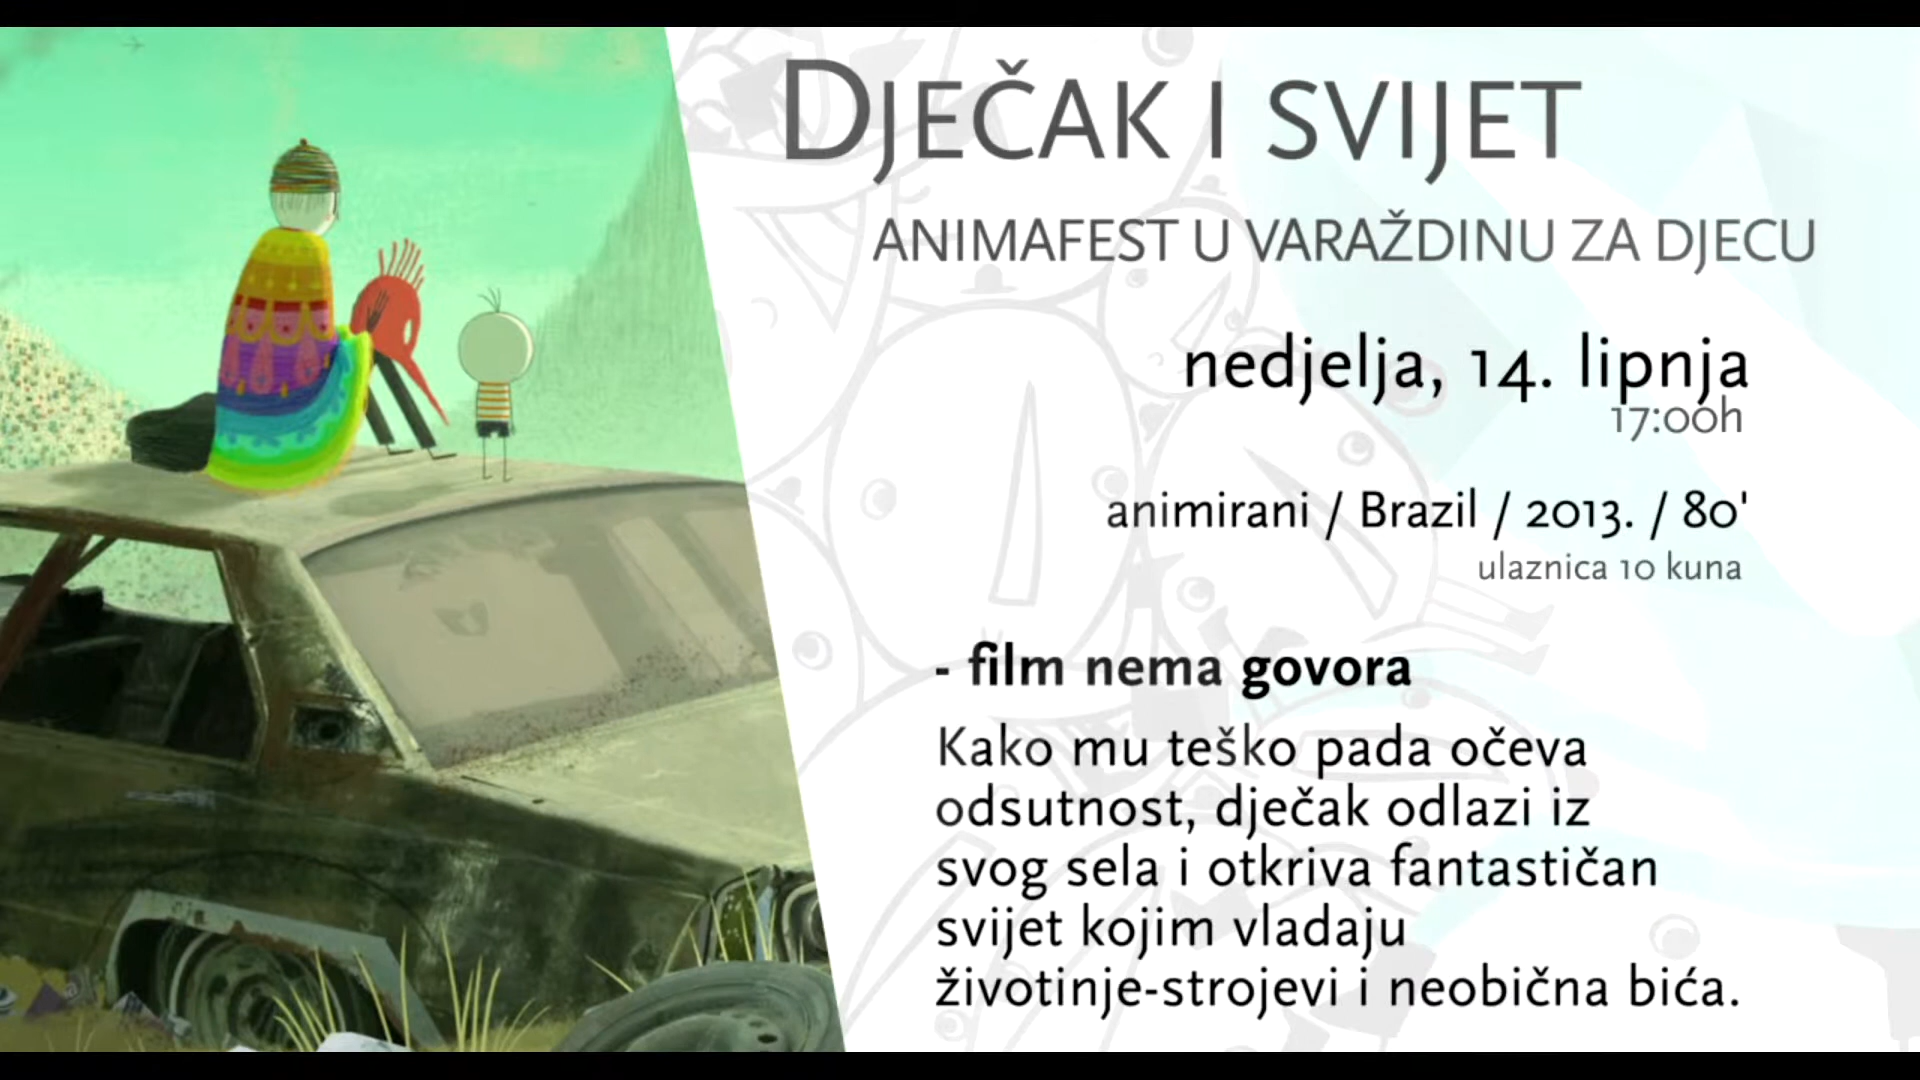 DJEČAK I SVIJET
ANIMAFEST U VARAŽDINU ZA DJECU
nedjelja, 14. lipnja
17:00h
animirani / Brazil / 2013. / 80'
ulaznica 10 kuna
- film nema govora
Kako mu teško pada očeva
odsutnost, dječak odlazi iz
svog sela i otkriva fantastičan
svijet kojim vladaju
životinje-strojevi i neobična bića.